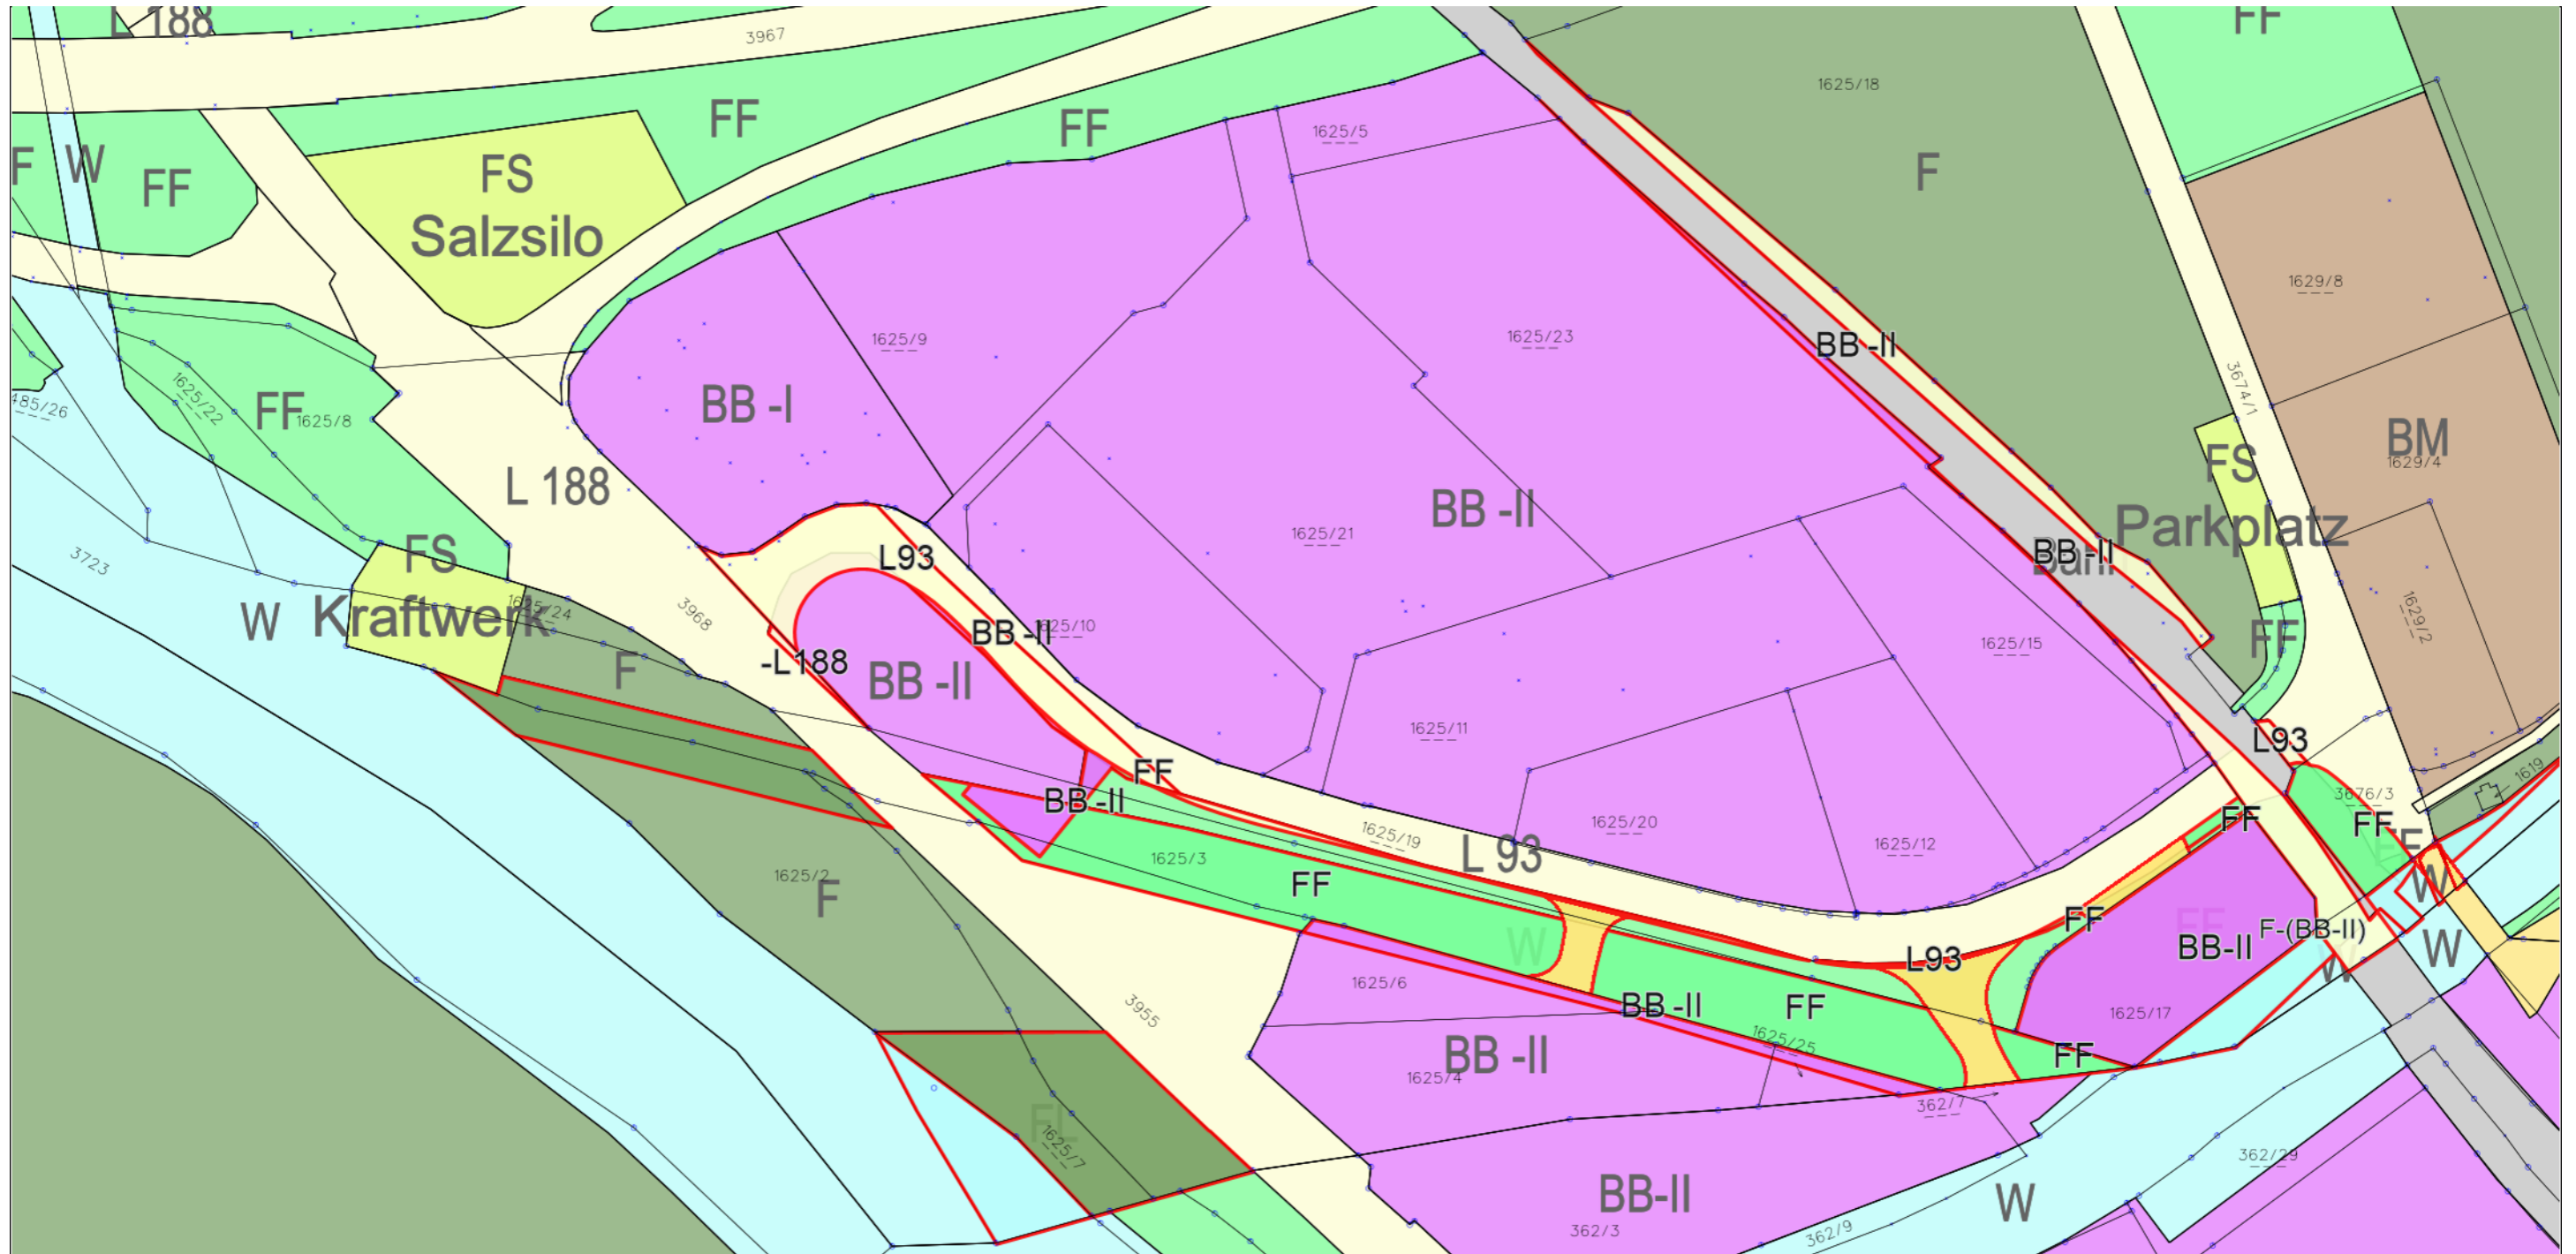 L 188
3967
FF
1625/18
FF
FF
F
W
FF
FS
Salzsilo
1625/5
F
1629/8
1625/9
1625/23
BB -II
3674/1
485/26
1625/22
FF
1625/8
BB -I
BM
1629/4
FS
L 188
BB -II
Parkplatz
1625/21
BB -II
3723
FS
L93
W
Kraftwerk
1625/24
3968
1629/2
BB -II
1625/10
FF
1625/15
F
-L188
BB -II
1625/11
L93
FF
1619
BB -II
3676/3
1625/20
1625/19
FF
FF
FF
1625/12
L 93
1625/3
1625/2
F
FF
W
FF
FF
F-(BB-II)
W
BB-II
W
W
L93
1625/6
BB -II
FF
3955
1625/17
1625/25
BB -II
FF
1625/4
362/7
FL
1625/7
362/29
BB-II
W
362/3
362/9